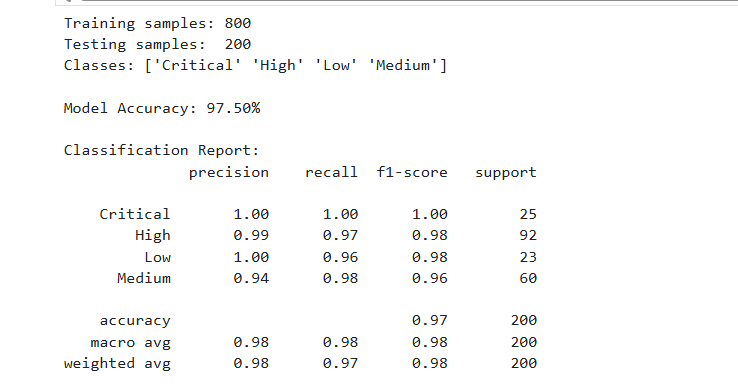 Training samples: 800
Testing samples:  200
Classes: ['Critical' 'High' 'Low' 'Medium']
Model Accuracy: 97.50%
Classification Report:
precision recall f1-score support
Critical 1.00 1.00 1.00 25
High 0.99 0.97 0.98 92
Low 1.00 0.96 0.98 23
Medium 0.94 0.98 0.96 60
accuracy 0.97 200
macro avg 0.98 0.98 0.98 200
weighted avg 0.98 0.97 0.98 200